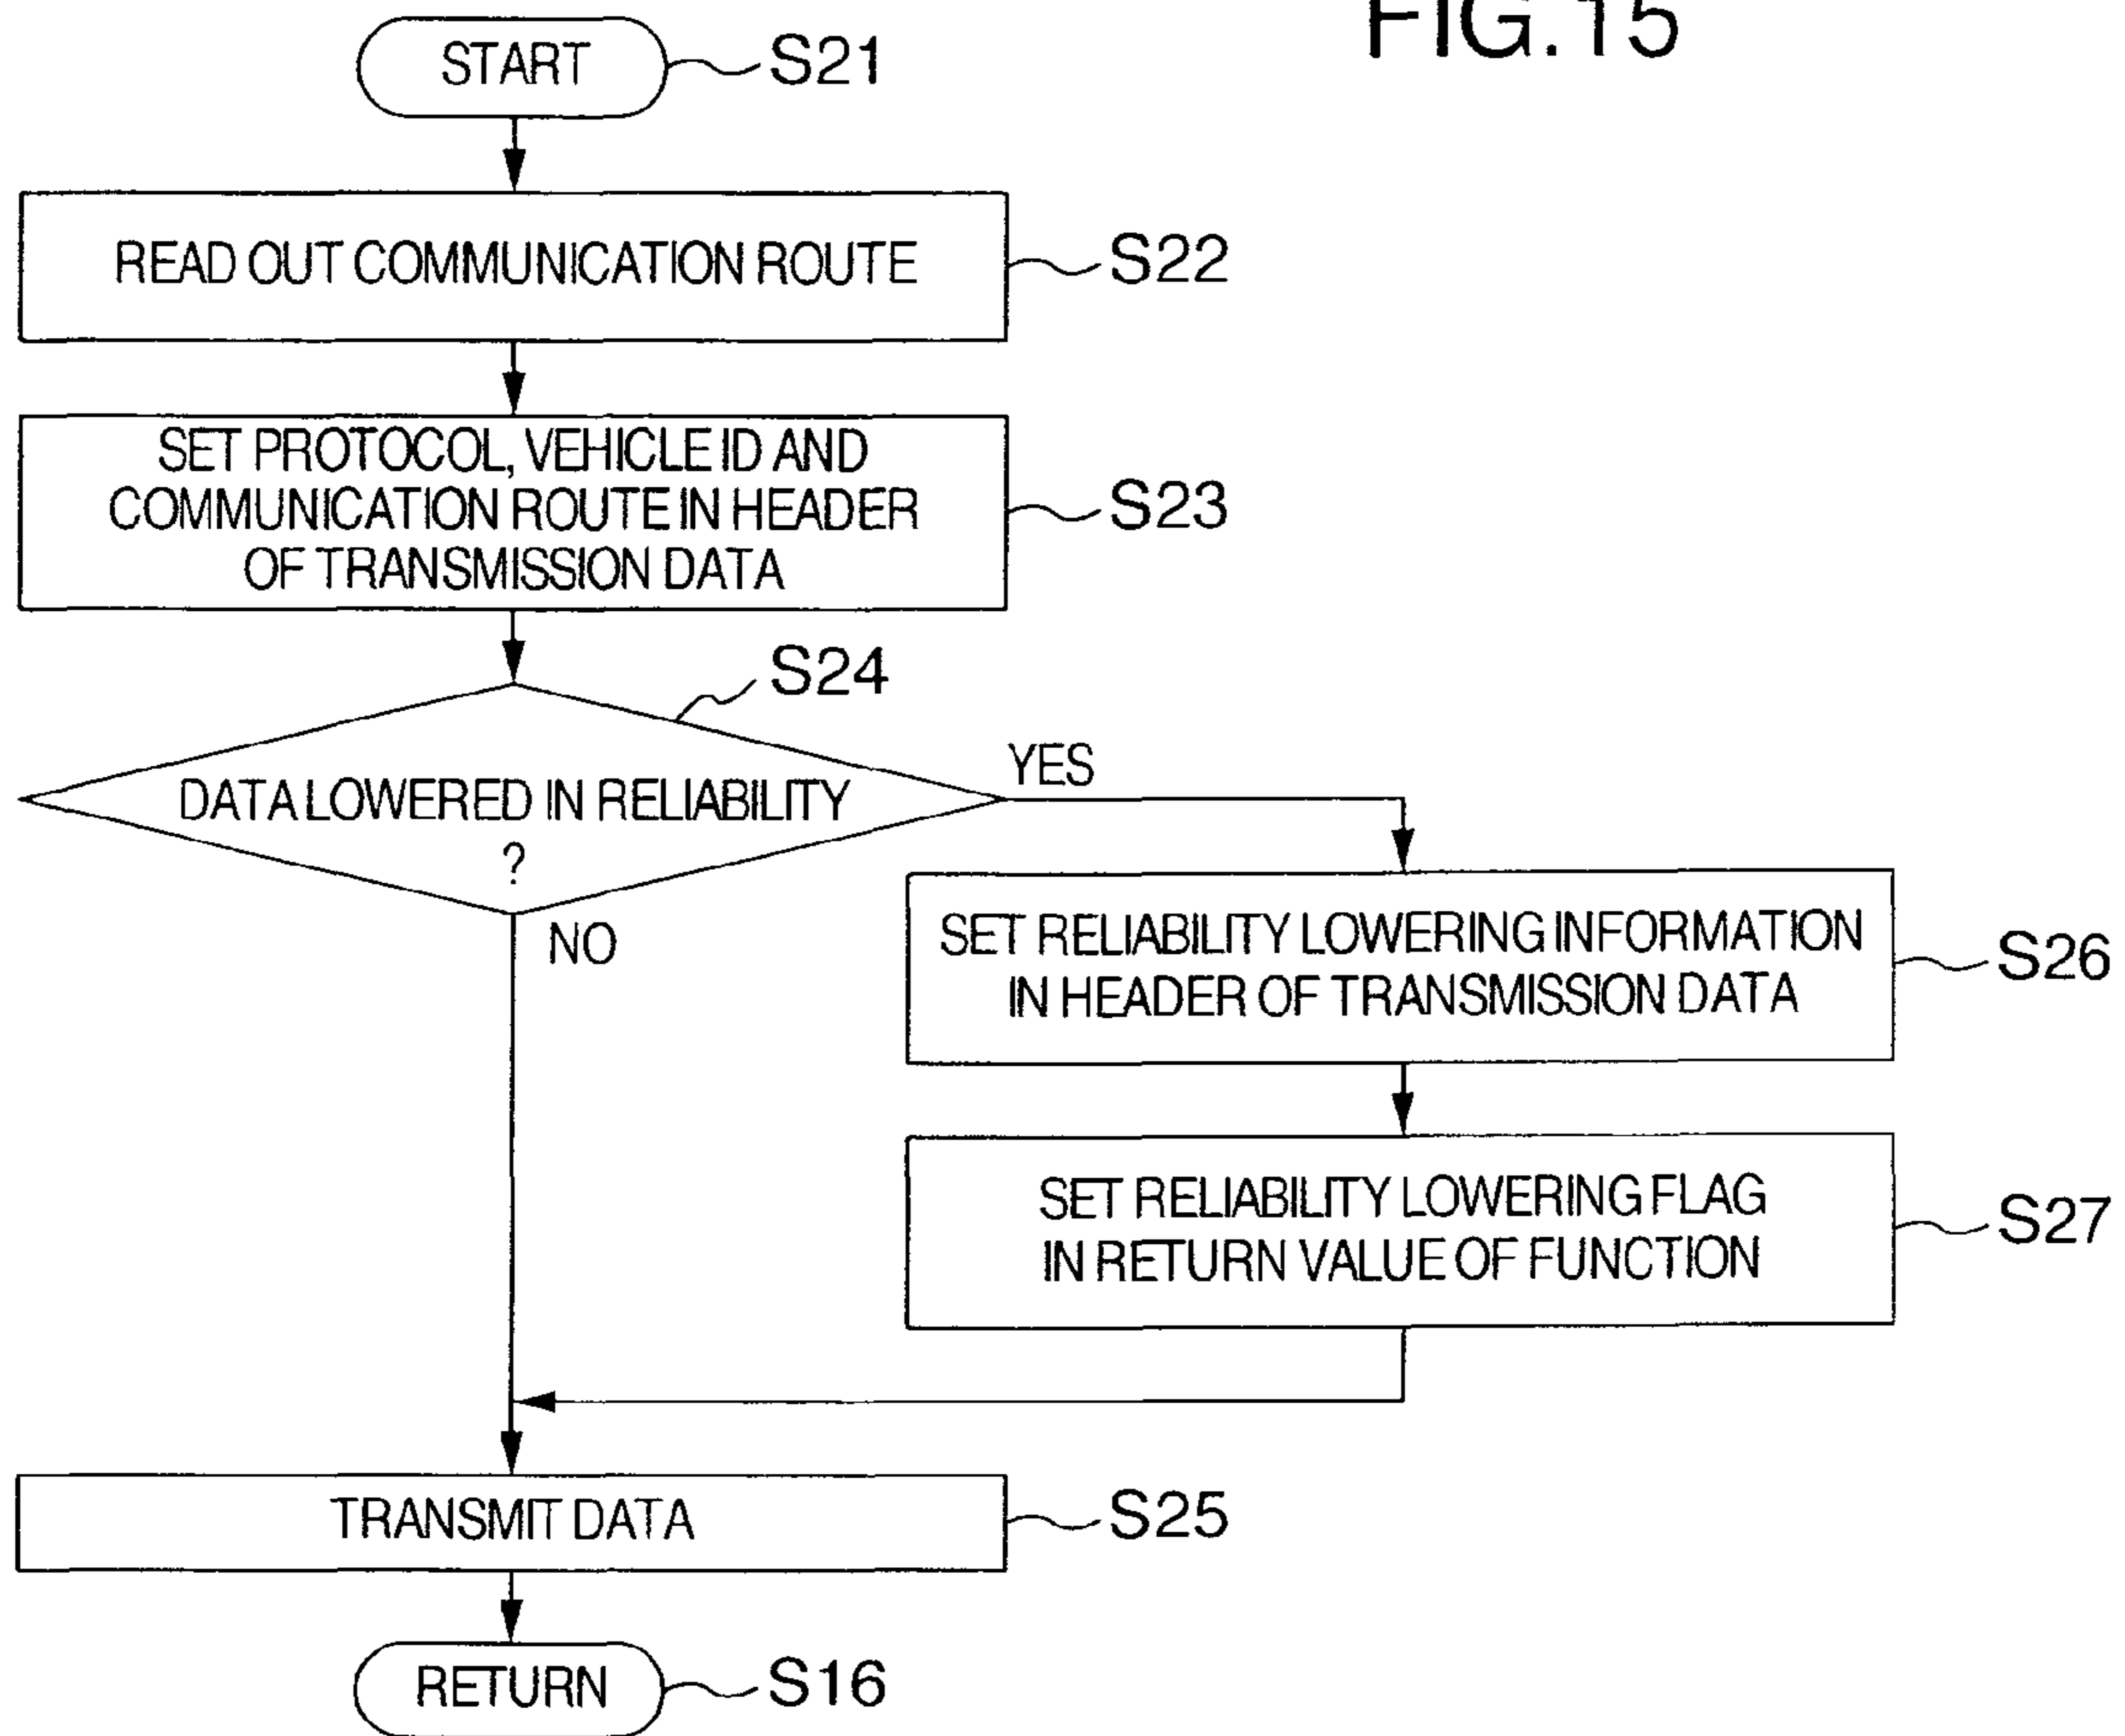 FIG.15
START
S21
READ OUT COMMUNICATION ROUTE
S22
SET PROTOCOL, VEHICLE ID AND
COMMUNICATION ROUTE IN HEADER
OF TRANSMISSION DATA
S23
S24
DATA LOWERED IN RELIABILITY
?
YES
NO
SET RELIABILITY LOWERING INFORMATION
IN HEADER OF TRANSMISSION DATA
S26
SET RELIABILITY LOWERING FLAG
IN RETURN VALUE OF FUNCTION
S27
TRANSMIT DATA
S25
RETURN
S16